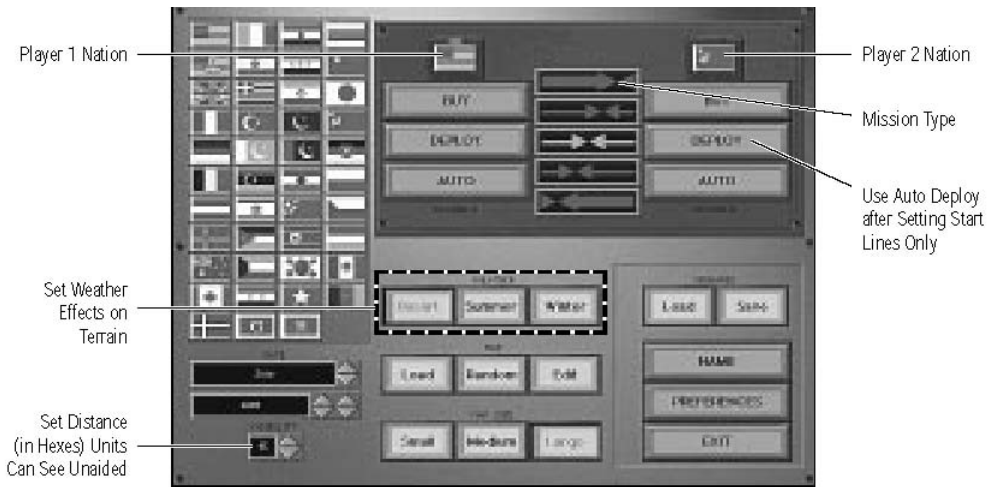 Player 1 Nation
Player 2 Nation
BUY
BUY
Mission Type
DEPLOY
DEPLOY
AUTO
AUTO
Use Auto Deploy
after Setting Start
Lines Only
Set Weather
Effects on
Terrain
Desert
Summer
Winter
Load
Save
Load
Random
Edit
NAME
PREFERENCES
Set Distance
(in Hexes) Units
Can See Unaided
Small
Medium
Large
EXIT